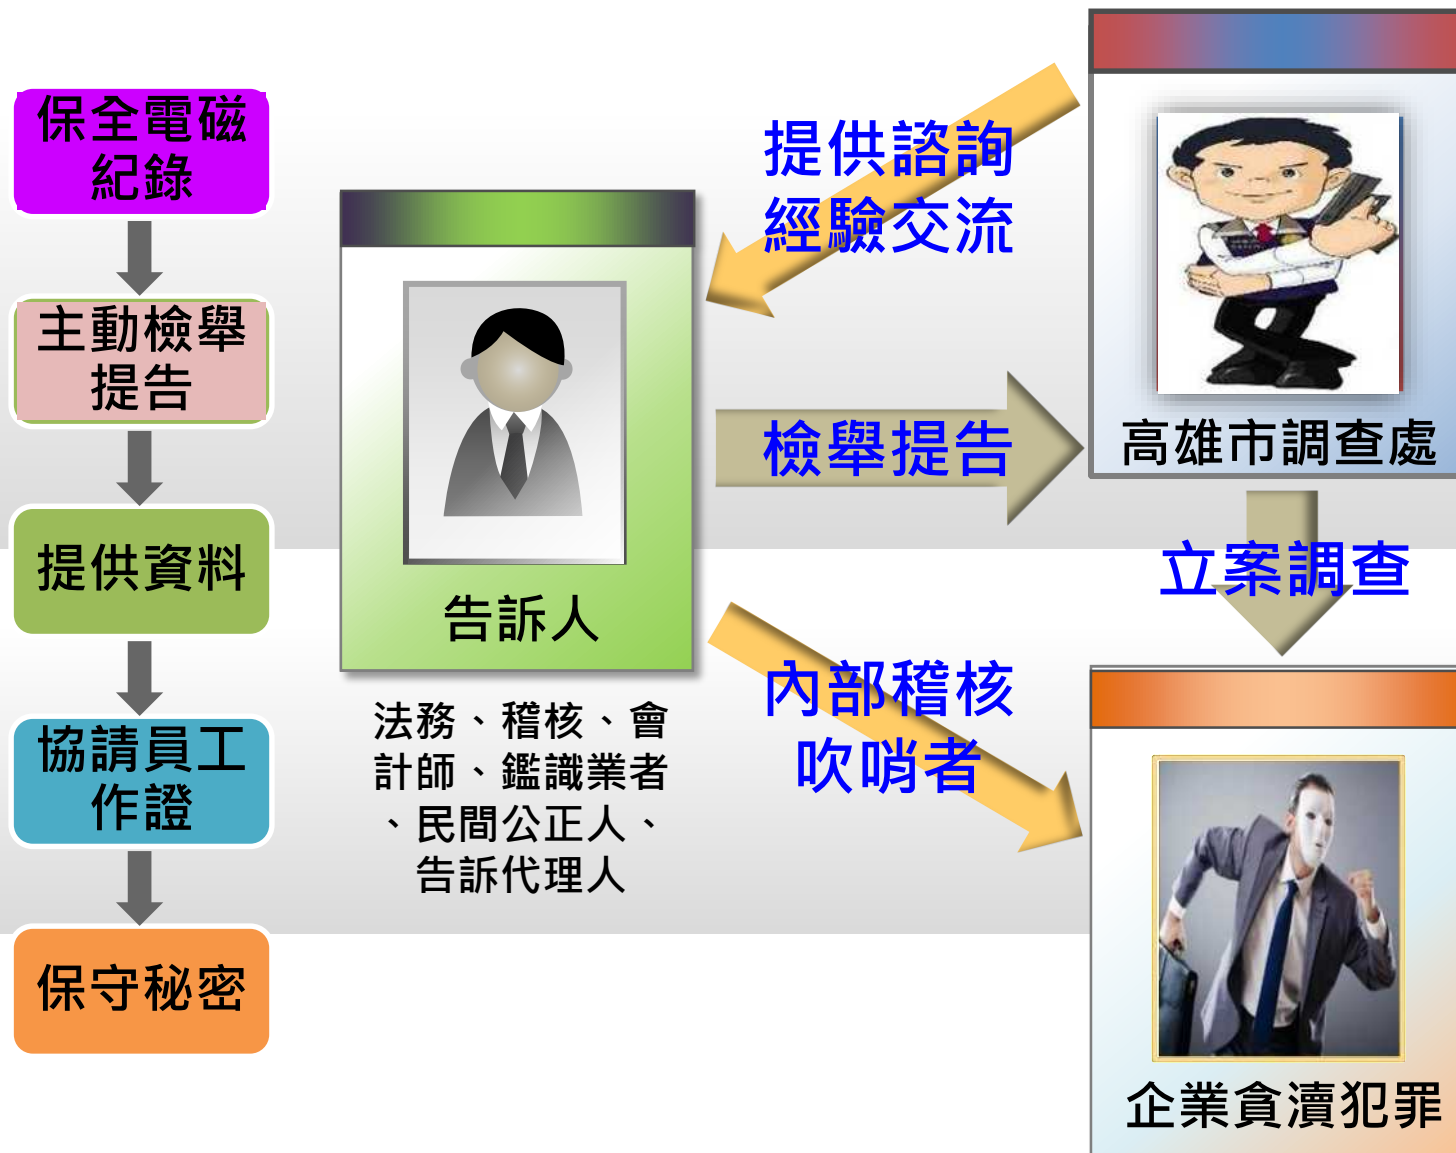 保全電磁
紀錄
主動檢舉
提告
提供資料
協請員工
作證
保守秘密
告訴人
法務、稽核、會
計師、鑑識業者
、民間公正人、
告訴代理人
提供諮詢
經驗交流
檢舉提告
內部稽核
吹哨者
高雄市調查處
立案調查
企業貪瀆犯罪